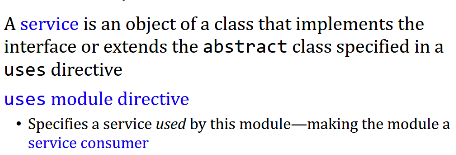 A service is an object of a class that implements the
interface or extends the abstract class specified in a
uses directive
uses module directive
• Specifies a service used by this module—making the module a
service consumer